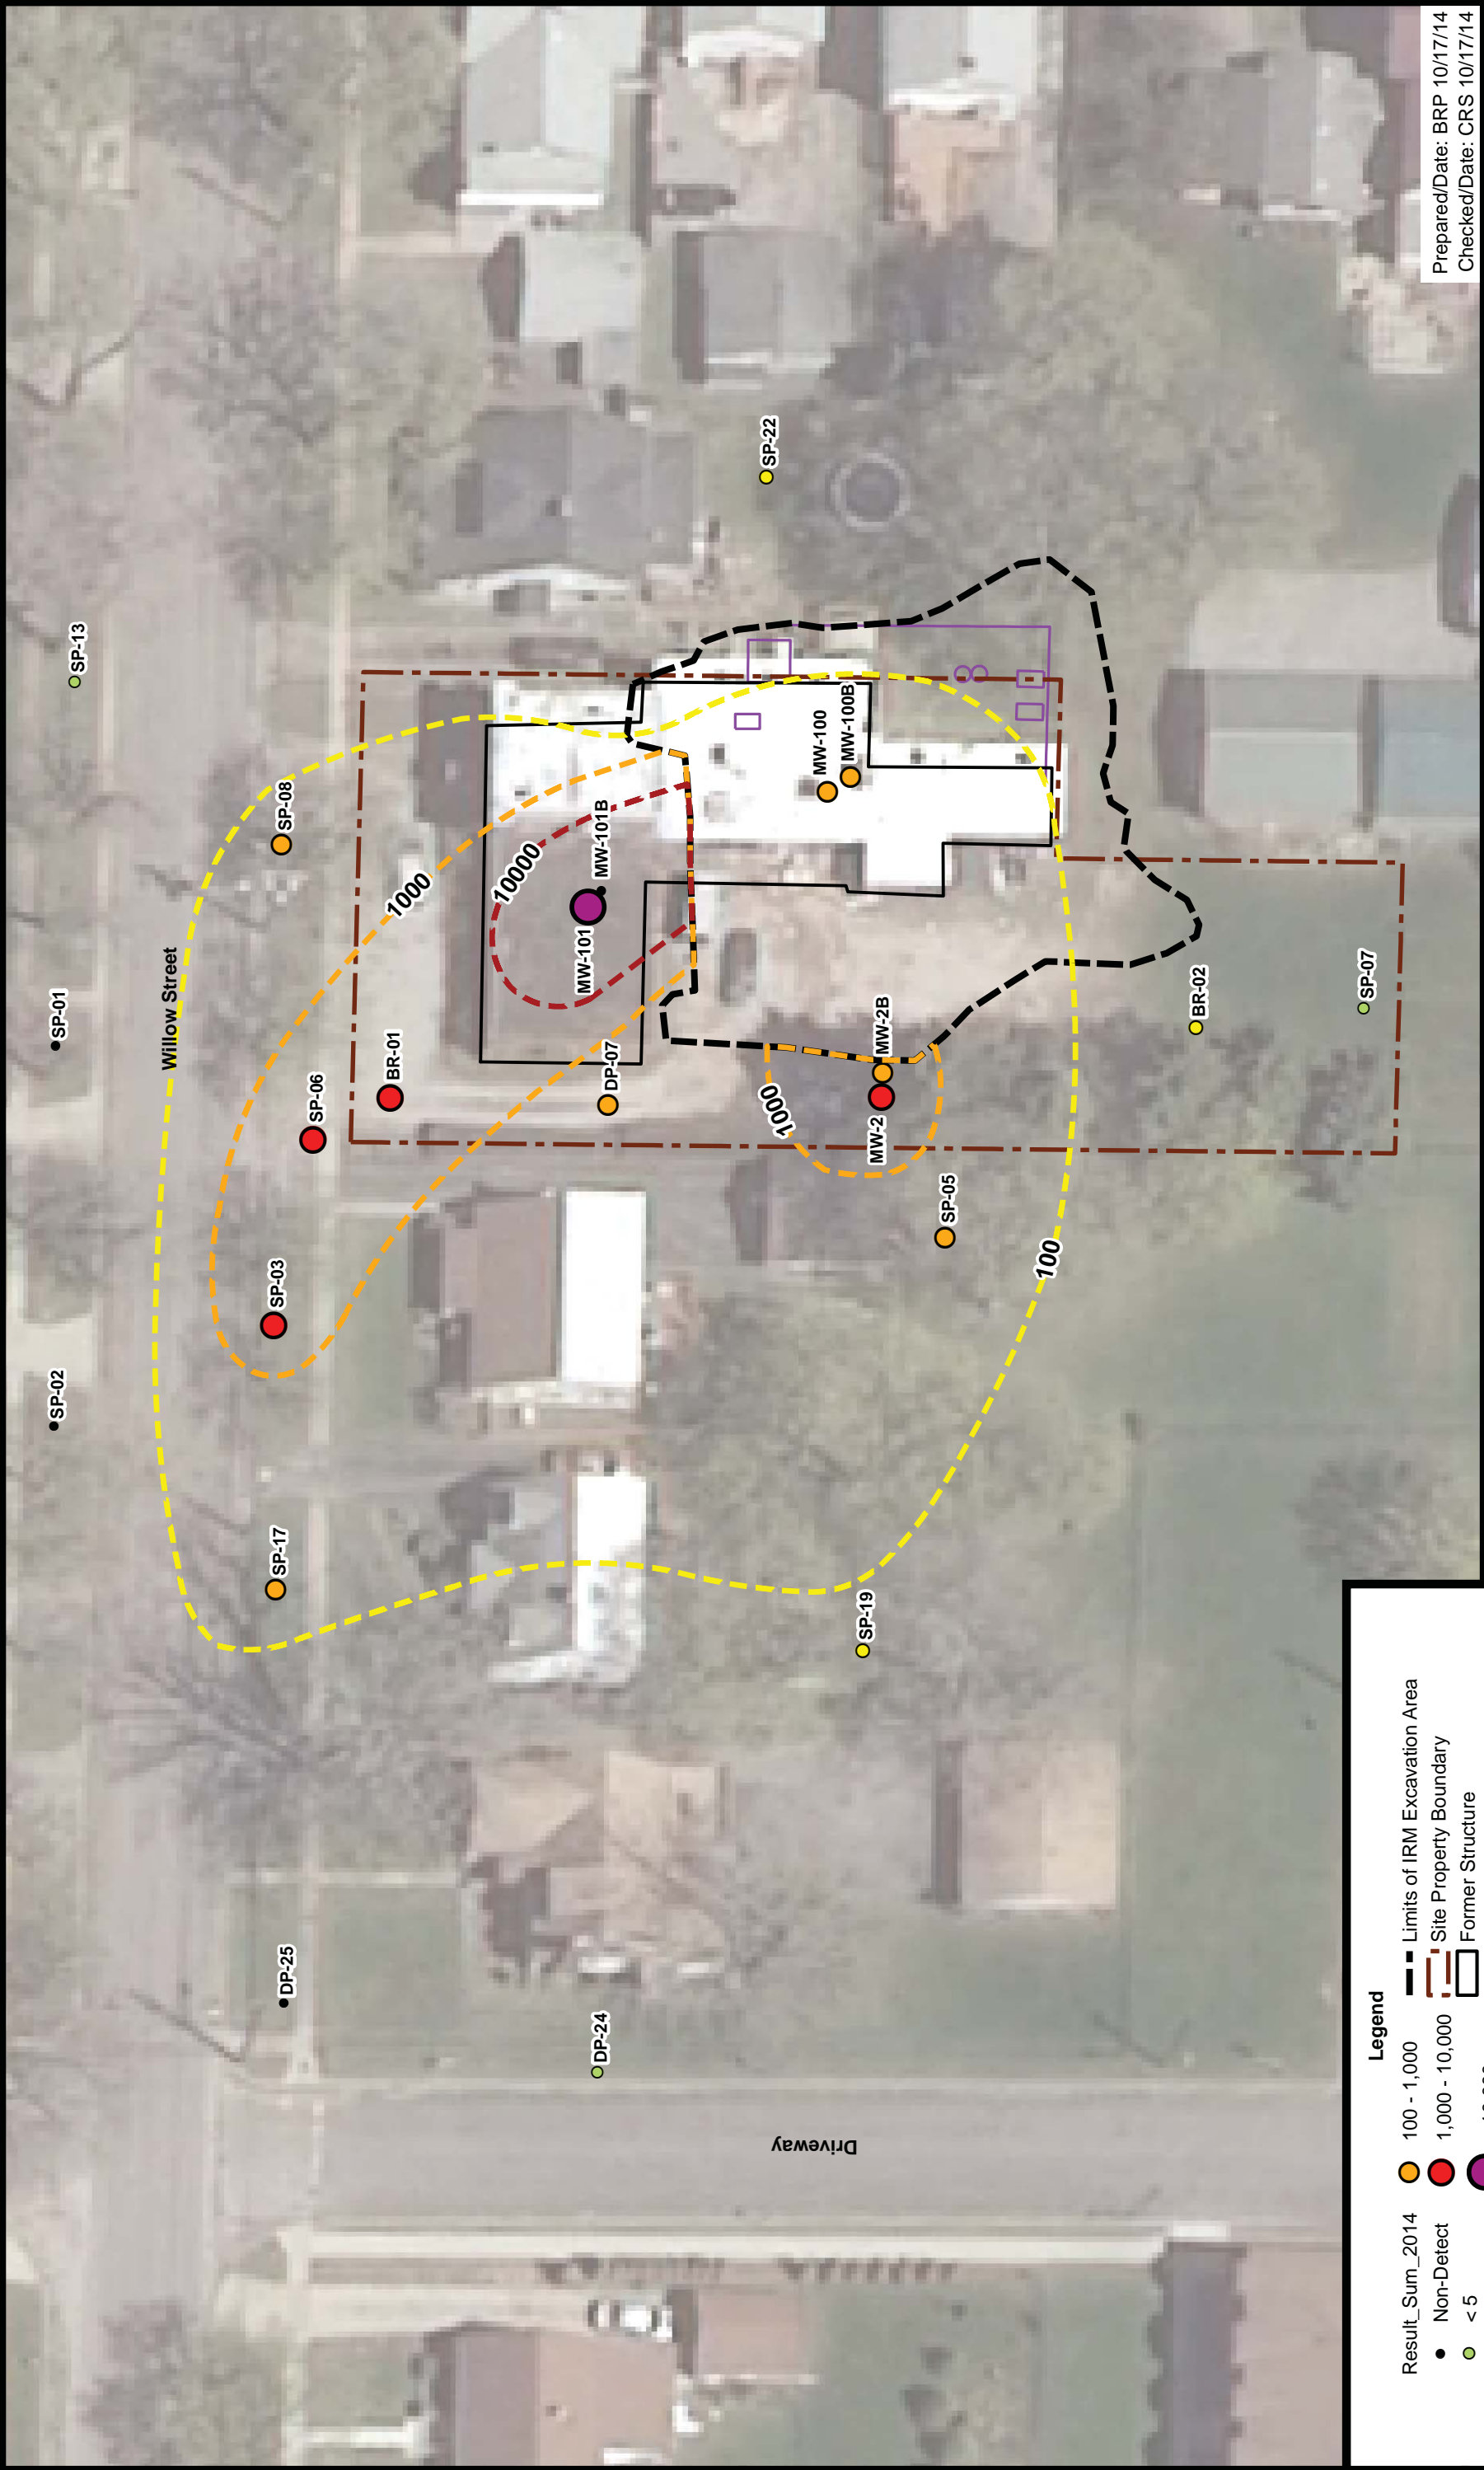 SP-02
SP-01
SP-13
Willow Street
DP-25
SP-17
SP-03
SP-06
SP-08
BR-01
1000
10000
MW-101
MW-101B
DP-24
DP-07
SP-22
1000
MW-100
MW-100B
Driveway
SP-19
MW-2
MW-2B
SP-05
100
BR-02
SP-07
Legend
Result_Sum_2014
Non-Detect
< 5
100 - 1,000
1,000 - 10,000
Limits of IRM Excavation Area
Site Property Boundary
Former Structure
Prepared/Date: BRP 10/17/14
Checked/Date: CRS 10/17/14